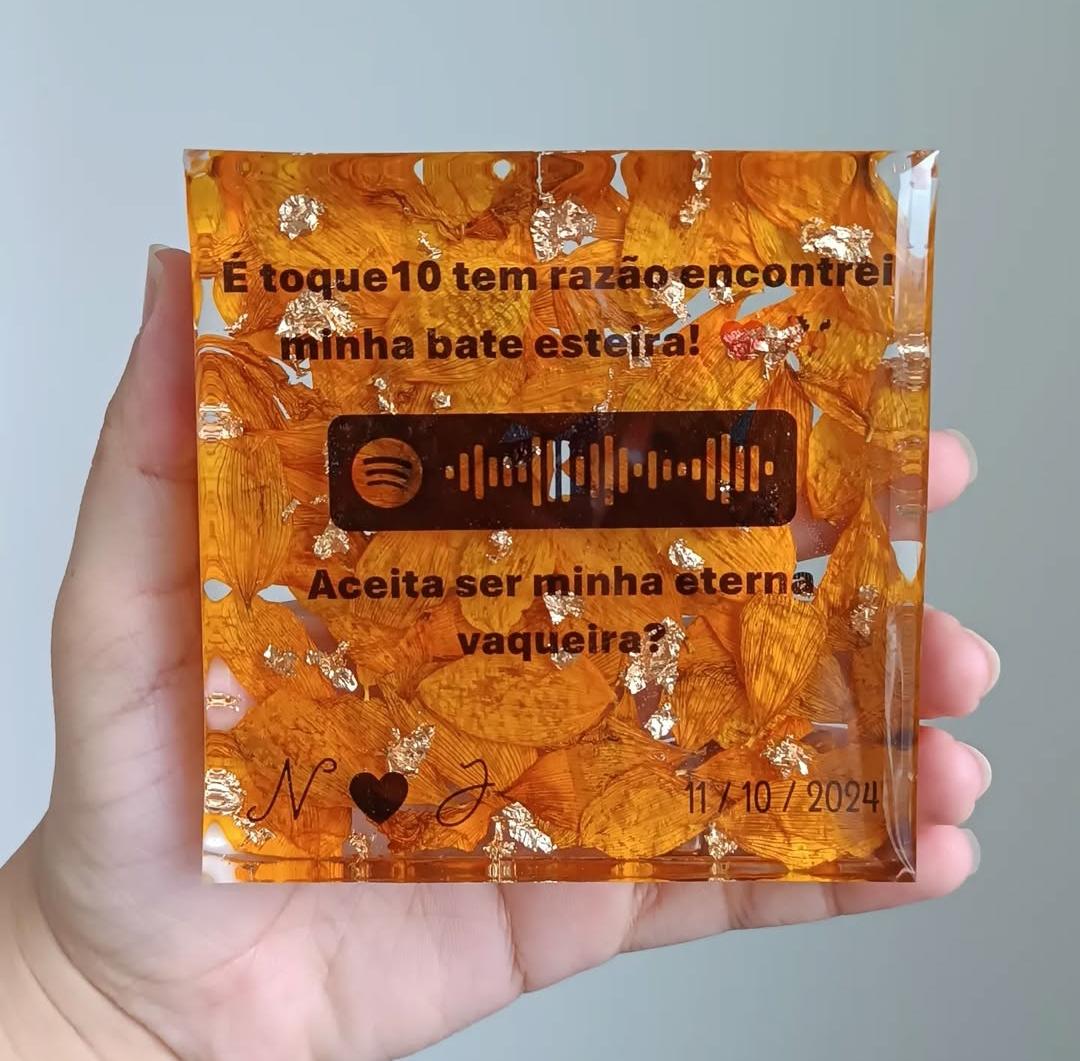 É toque10 tem razão encontrei
minha bate esteira!
Aceita ser minha eterna
vaqueira?
N ♥ J 11 / 10 / 2024